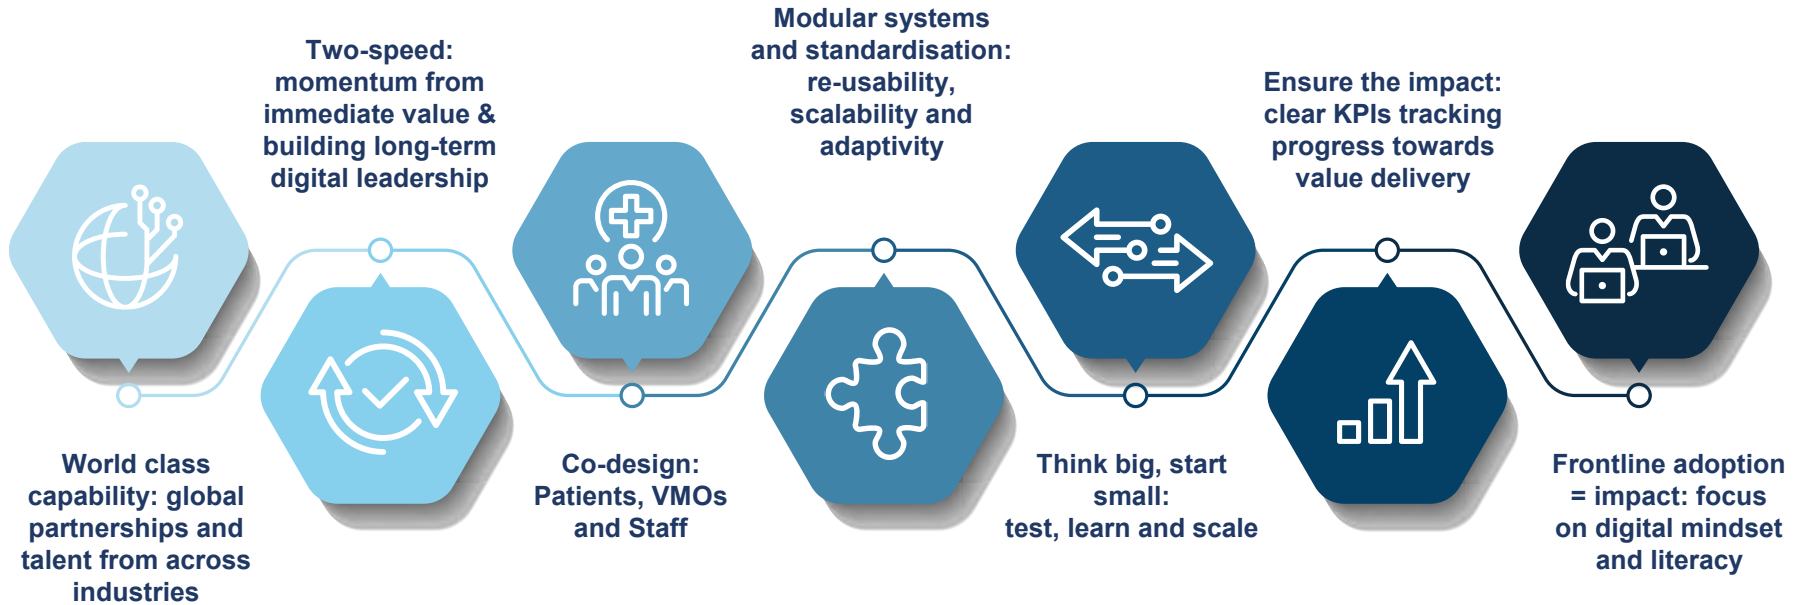 World class
capability: global
partnerships and
talent from across
industries
Two-speed:
momentum from
immediate value &
building long-term
digital leadership
Co-design:
Patients, VMOs
and Staff
Modular systems
and standardisation:
re-usability,
scalability and
adaptivity
Think big, start
small:
test, learn and scale
Ensure the impact:
clear KPIs tracking
progress towards
value delivery
Frontline adoption
= impact: focus
on digital mindset
and literacy